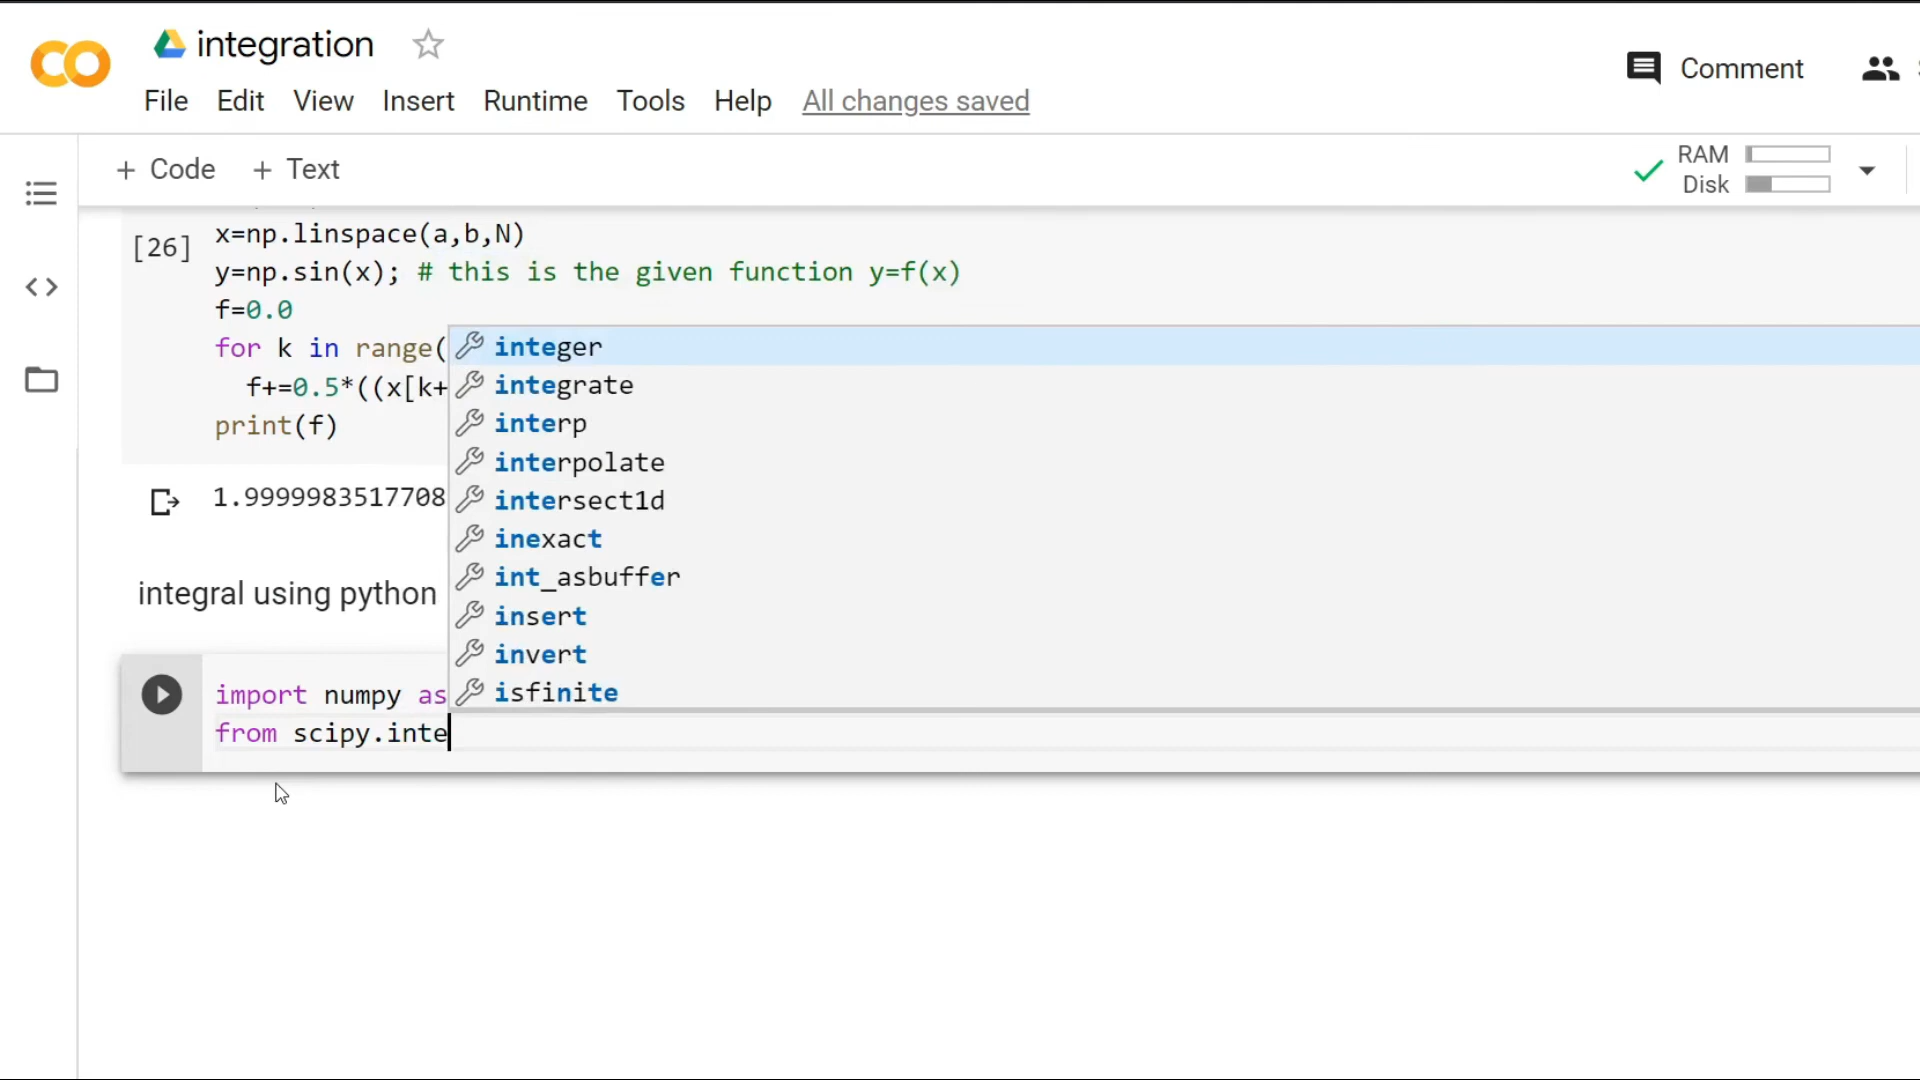 integration
File Edit View Insert Runtime Tools Help All changes saved
Comment
+ Code + Text
RAM
Disk
[26]
x=np.linspace(a,b,N)
y=np.sin(x); # this is the given function y=f(x)
f=0.0
for k in range(
f+=0.5*((x[k+
print(f)
1.9999983517708
integer
integrate
interp
interpolate
intersect1d
inexact
int_asbuffer
insert
invert
isfinite
integral using python
import numpy as
from scipy.inte